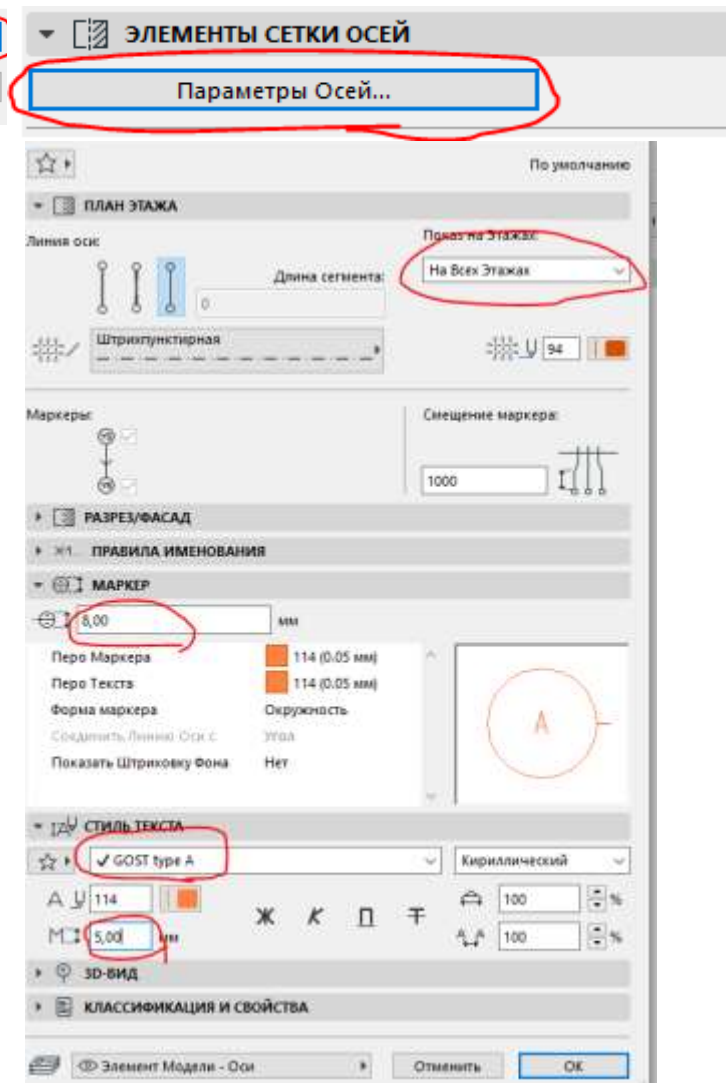 ЭЛЕМЕНТЫ СЕТКИ ОСЕЙ
Параметры Осей...
По умолчанию
ПЛАН ЭТАЖА
Линия оси:
Показ на Этажах:
Длина сегмента:
На Всех Этажах
0
Штрихпунктирная
94
Маркеры:
Смещение маркера:
1000
РАЗРЕЗ/ФАСАД
ПРАВИЛА ИМЕНОВАНИЯ
МАРКЕР
8,00 мм
Перо Маркера 114 (0.05 мм)
Перо Текста 114 (0.05 мм)
Форма маркера Окружность
Соединить Линию Оси с Угол
Показать Штриховку Фона Нет
A
СТИЛЬ ТЕКСТА
GOST type A Кириллический
114 Ж К П Т 100 %
5,00 мм 100 %
3D-ВИД
КЛАССИФИКАЦИЯ И СВОЙСТВА
Элемент Модели - Оси Отменить OK